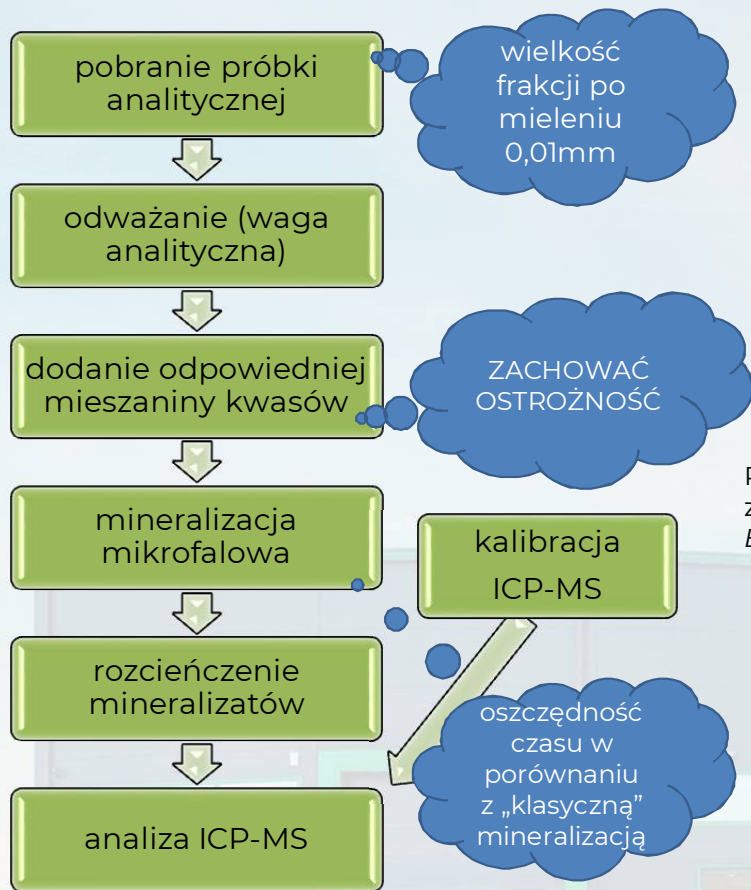 pobranie próbki
analitycznej
wielkość
frakcji po
mieleniu
0,01mm
odważanie (waga
analityczna)
dodanie odpowiedniej
mieszaniny kwasów
ZACHOWAĆ
OSTROŻNOŚĆ
mineralizacja
mikrofalowa
kalibracja
ICP-MS
rozcieńczenie
mineralizatów
oszczędność
czasu w
porównaniu
z „klasyczną”
mineralizacją
analiza ICP-MS